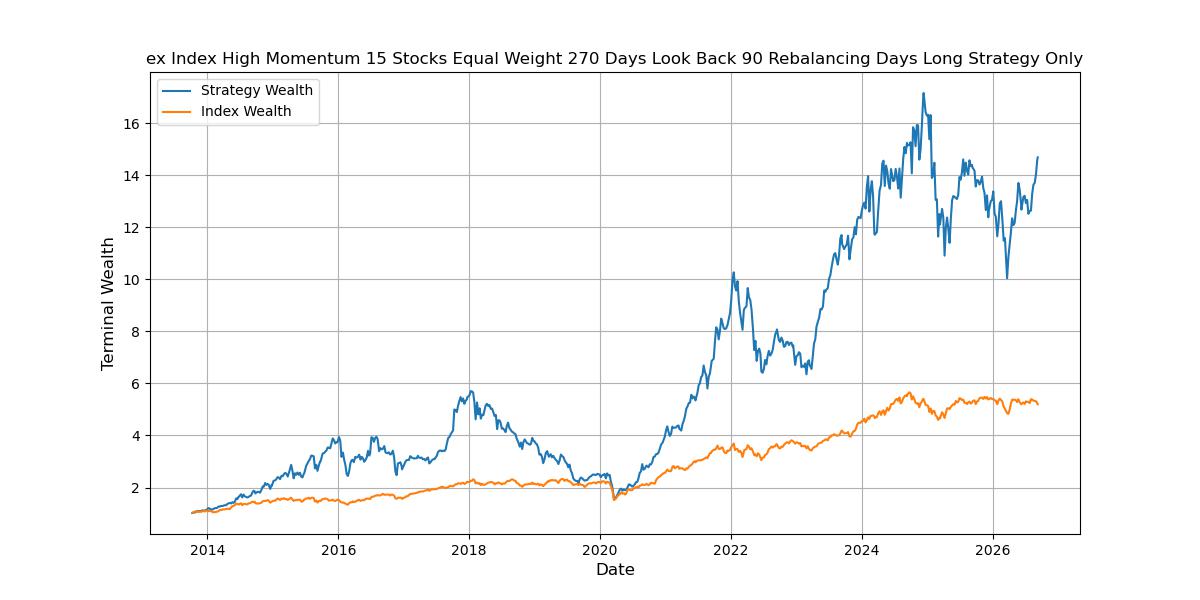 ex Index High Momentum 15 Stocks Equal Weight 270 Days Look Back 90 Rebalancing Days Long Strategy Only
Strategy Wealth
Index Wealth
Terminal Wealth
16
14
12
10
8
6
4
2
2014 2016 2018 2020 2022 2024 2026
Date